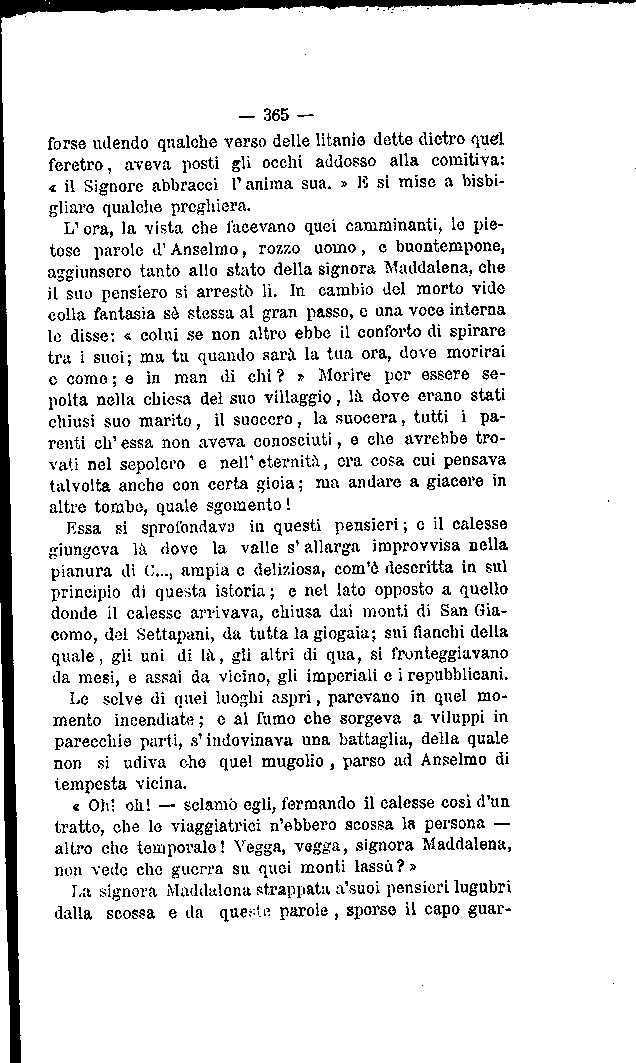 — 365 —
forse udendo qualche verso delle litanie dette dietro quel
feretro, aveva posti gli occhi addosso alla comitiva:
« il Signore abbracci l'anima sua. » E si mise a bisbi-
gliare qualche preghiera.
L'ora, la vista che facevano quei camminanti, le pie-
tose parole d'Anselmo, rozzo uomo, e buontempone,
aggiunsero tanto allo stato della signora Maddalena, che
il suo pensiero si arrestò lì. In cambio del morto vide
colla fantasia sè stessa al gran passo, e una voce interna
le disse: « colui se non altro ebbe il conforto di spirare
tra i suoi; ma tu quando sarà la tua ora, dove morirai
e come; e in man di chi? » Morire per essere se-
polta nella chiesa del suo villaggio, là dove erano stati
chiusi suo marito, il suocero, la suocera, tutti i pa-
renti ch'essa non aveva conosciuti, e che avrebbe tro-
vati nel sepolcro e nell'eternità, era cosa cui pensava
talvolta anche con certa gioia; ma andare a giacere in
altre tombe, quale sgomento!
Essa si sprofondava in questi pensieri; e il calesse
giungeva là dove la valle s'allarga improvvisa nella
pianura di C..., ampia e deliziosa, com'è descritta in sul
principio di questa istoria; e nel lato opposto a quello
donde il calesse arrivava, chiusa dai monti di San Gia-
como, dei Settapani, da tutta la giogaia; sui fianchi della
quale, gli uni di là, gli altri di qua, si fronteggiavano
da mesi, e assai da vicino, gli imperiali e i repubblicani.
Le selve di quei luoghi aspri, parevano in quel mo-
mento incendiate; e al fumo che sorgeva a viluppi in
parecchie parti, s'indovinava una battaglia, della quale
non si udiva che quel mugolio, parso ad Anselmo di
tempesta vicina.
« Oh! oh! — sclamò egli, fermando il calesse così d'un
tratto, che le viaggiatrici n'ebbero scossa la persona —
altro che temporale! Vegga, vegga, signora Maddalena,
non vede che guerra su quei monti lassù? »
La signora Maddalena strappata a'suoi pensieri lugubri
dalla scossa e da queste parole, sporse il capo guar-